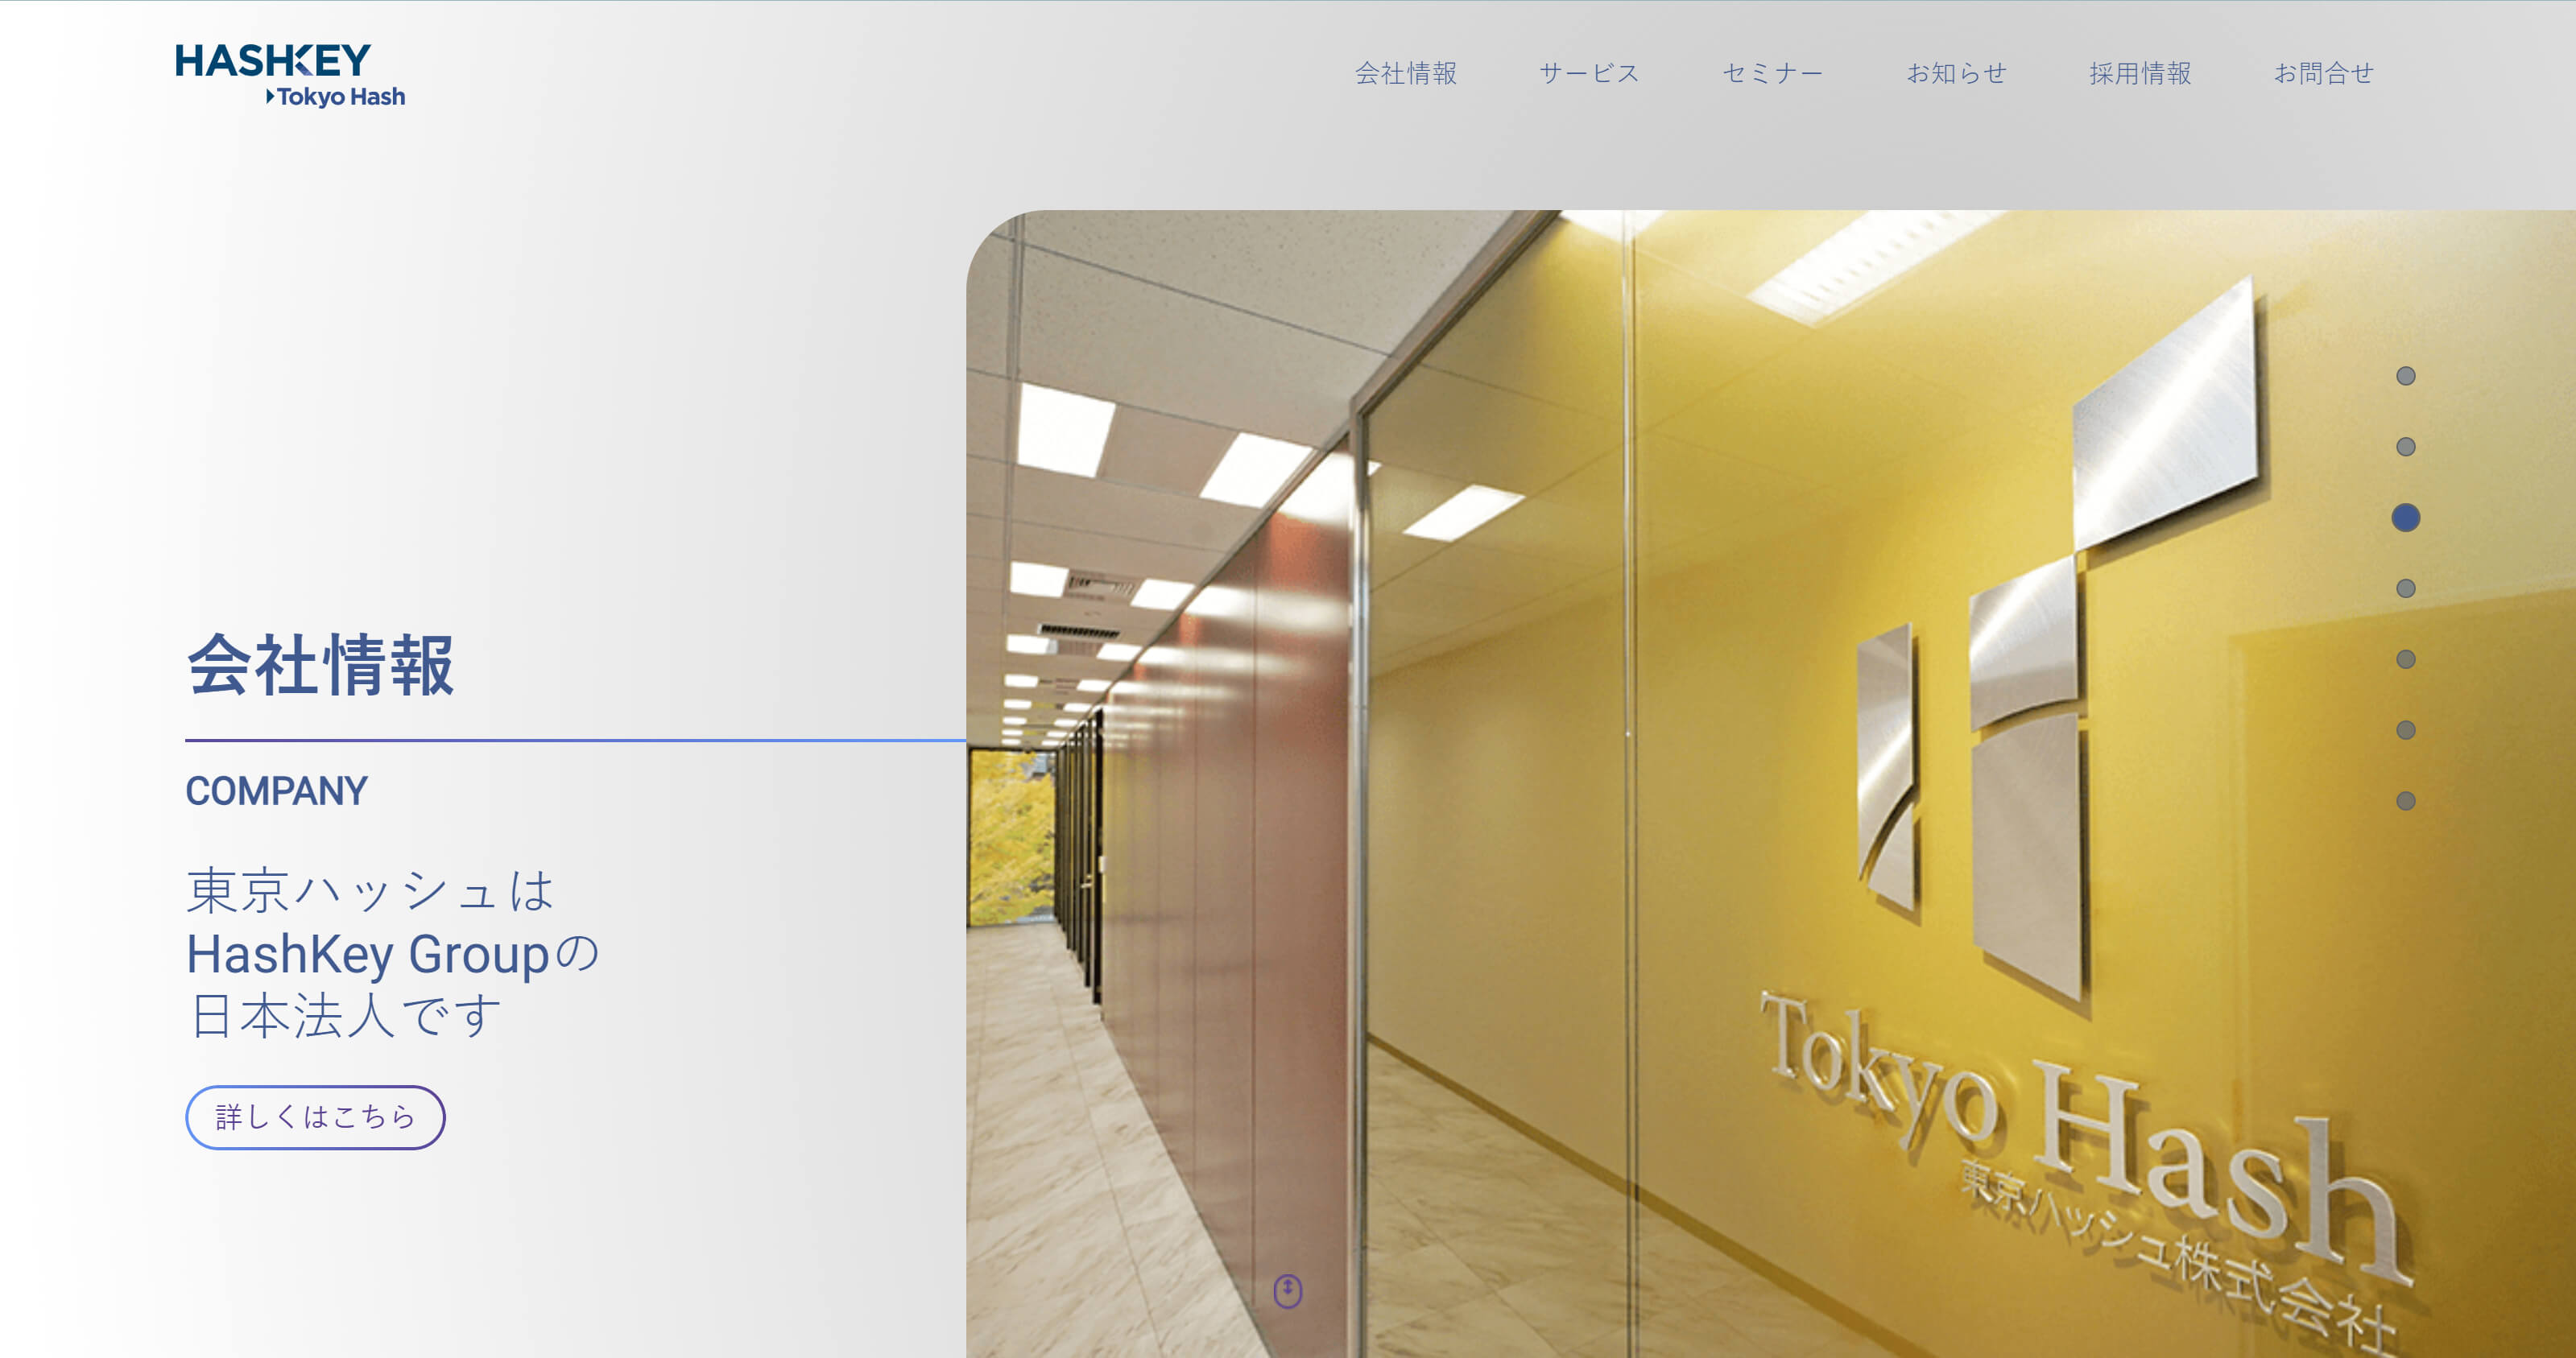 HASHKEY
Tokyo Hash
会社情報
サービス
セミナー
お知らせ
採用情報
お問合せ
会社情報
COMPANY
東京ハッシュは
HashKey Groupの
日本法人です
詳しくはこちら
Tokyo Hash
東京ハッシュ株式会社